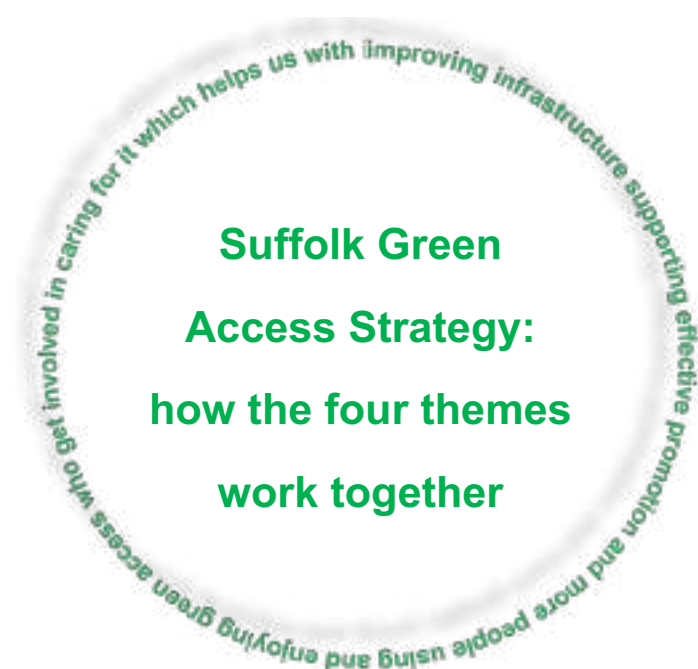 Suffolk Green
Access Strategy:
how the four themes
work together
improving infrastructure supporting effective promotion and more people using and enjoying green access who get involved in caring for it which helps us with